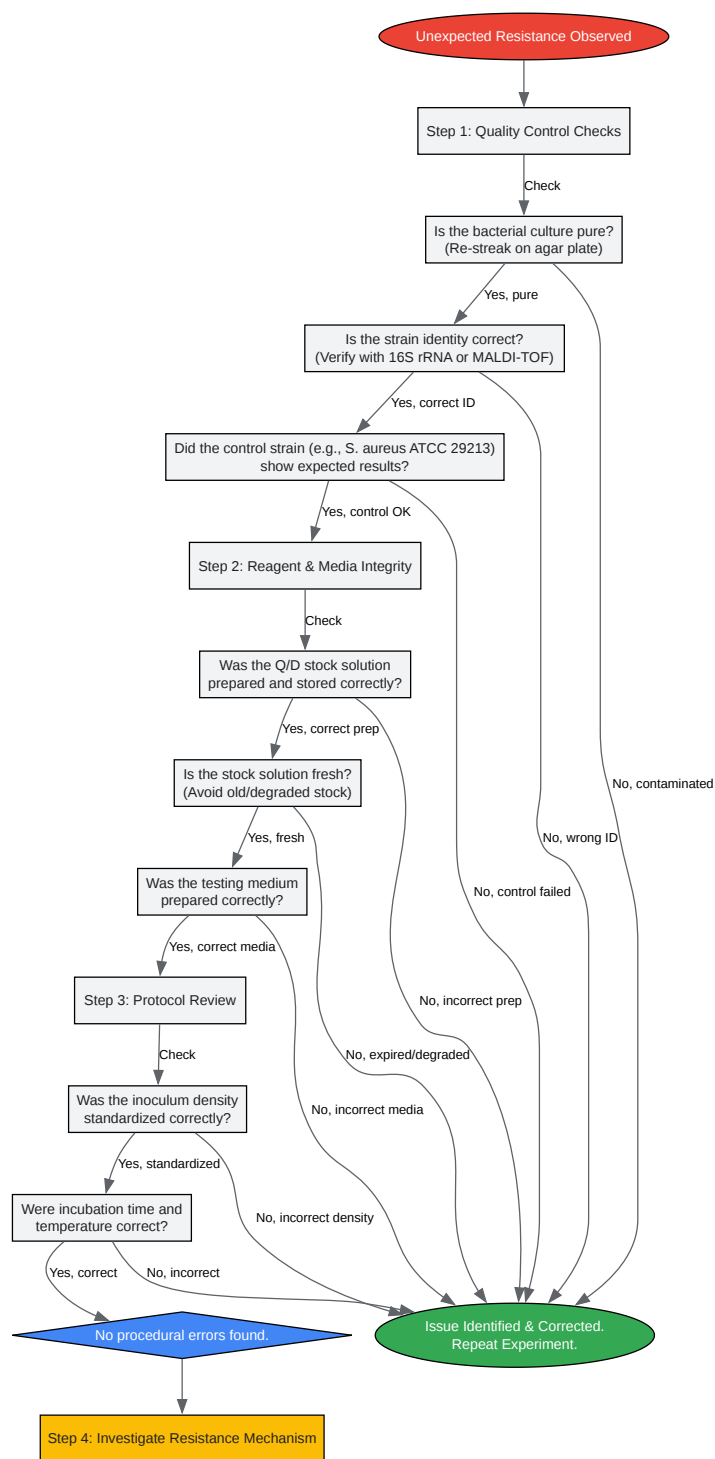 Unexpected Resistance Observed
Step 1: Quality Control Checks
Check
Is the bacterial culture pure?
(Re-streak on agar plate)
Yes, pure
Is the strain identity correct?
(Verify with 16S rRNA or MALDI-TOF)
Yes, correct ID
Did the control strain (e.g., S. aureus ATCC 29213)
show expected results?
Yes, control OK
Step 2: Reagent & Media Integrity
Check
Was the Q/D stock solution
prepared and stored correctly?
Yes, correct prep
Is the stock solution fresh?
(Avoid old/degraded stock)
No, contaminated
Yes, fresh
No, wrong ID
Was the testing medium
prepared correctly?
No, control failed
Yes, correct media
Step 3: Protocol Review
No, incorrect prep
Check
No, expired/degraded
Was the inoculum density
standardized correctly?
No, incorrect media
Yes, standardized
Were incubation time and
temperature correct?
No, incorrect density
Yes, correct
No, incorrect
No procedural errors found.
Issue Identified & Corrected.
Repeat Experiment.
Step 4: Investigate Resistance Mechanism